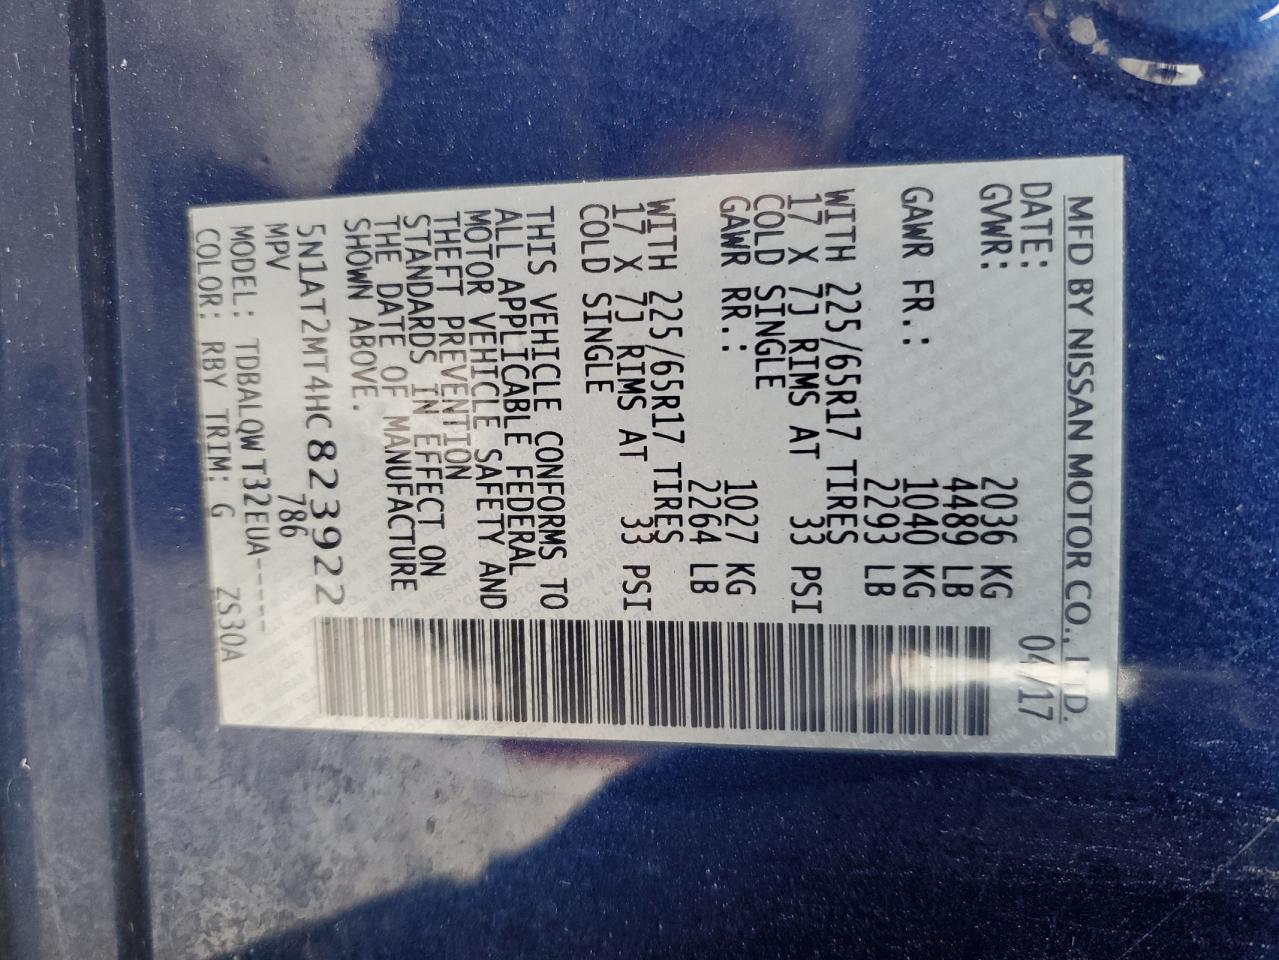 MFD BY NISSAN MOTOR CO., LTD.
DATE: 04/17
GVWR: 2036 KG
4489 LB
GAWR FR.: 1040 KG
2293 LB
WITH 225/65R17 TIRES
17 X 7J RIMS AT 33 PSI
COLD SINGLE
GAWR RR.: 1027 KG
2264 LB
WITH 225/65R17 TIRES
17 X 7J RIMS AT 33 PSI
COLD SINGLE
THIS VEHICLE CONFORMS TO
ALL APPLICABLE FEDERAL
MOTOR VEHICLE SAFETY AND
THEFT PREVENTION
STANDARDS IN EFFECT ON
THE DATE OF MANUFACTURE
SHOWN ABOVE.
5N1AT2MT4HC823922
MPV 786
MODEL: TDBALQWT32EUA-----
COLOR: RBY TRIM: G ZS30A